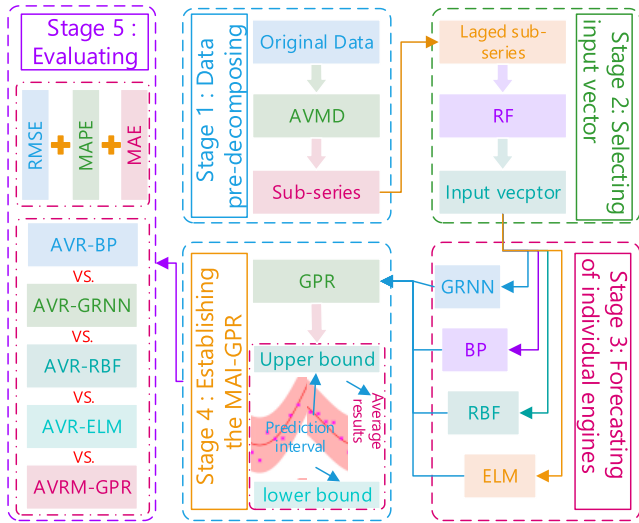 Stage 5 :
Evaluating
RMSE
MAPE
MAE
AVR-BP
VS.
AVR-GRNN
VS.
AVR-RBF
VS.
AVR-ELM
VS.
AVRM-GPR
Stage 1 : Data
pre-decomposing
Original Data
AVMD
Sub-series
Laged sub-
series
RF
Input vecptor
Stage 2: Selecting
input vector
Stage 4 : Establishing
the MAI-GPR
GPR
Upper bound
Prediction
interval
Average
results
lower bound
GRNN
BP
RBF
ELM
Stage 3: Forecasting
of individual engines